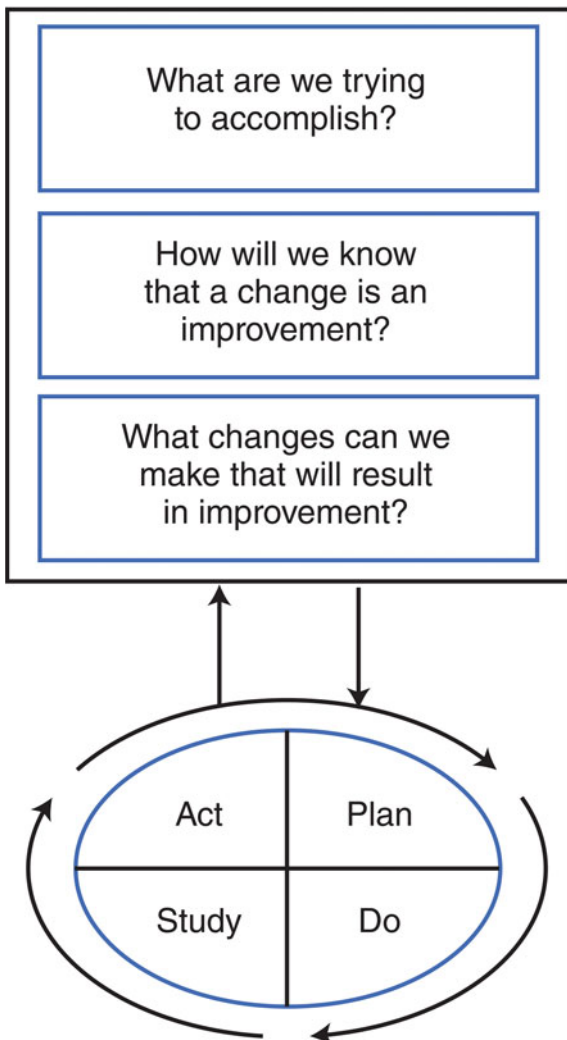 What are we trying
to accomplish?
How will we know
that a change is an
improvement?
What changes can we
make that will result
in improvement?
Act
Plan
Study
Do